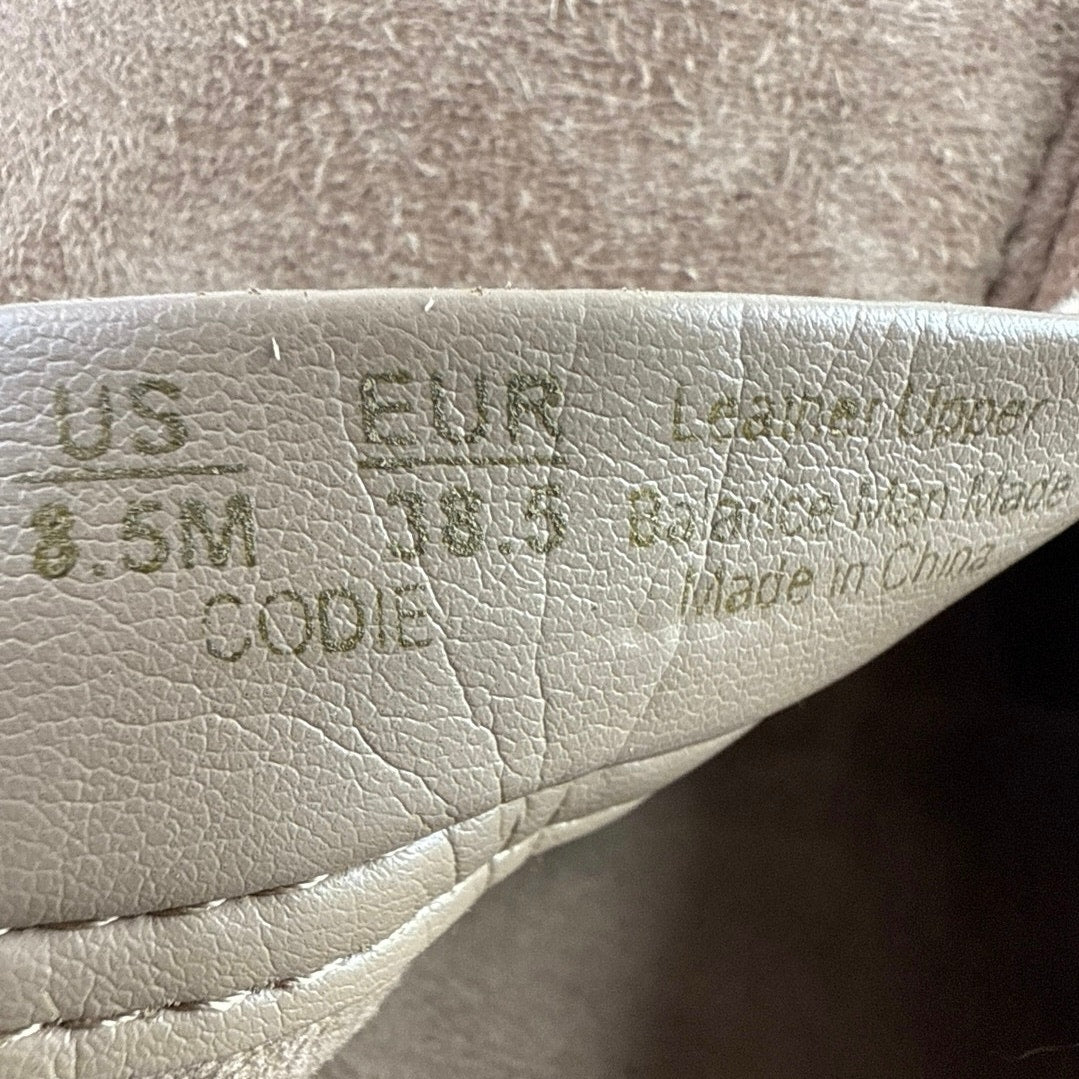 US EUR Leather Upper
8.5M 38.5 Balance Man Made
CODIE Made in China